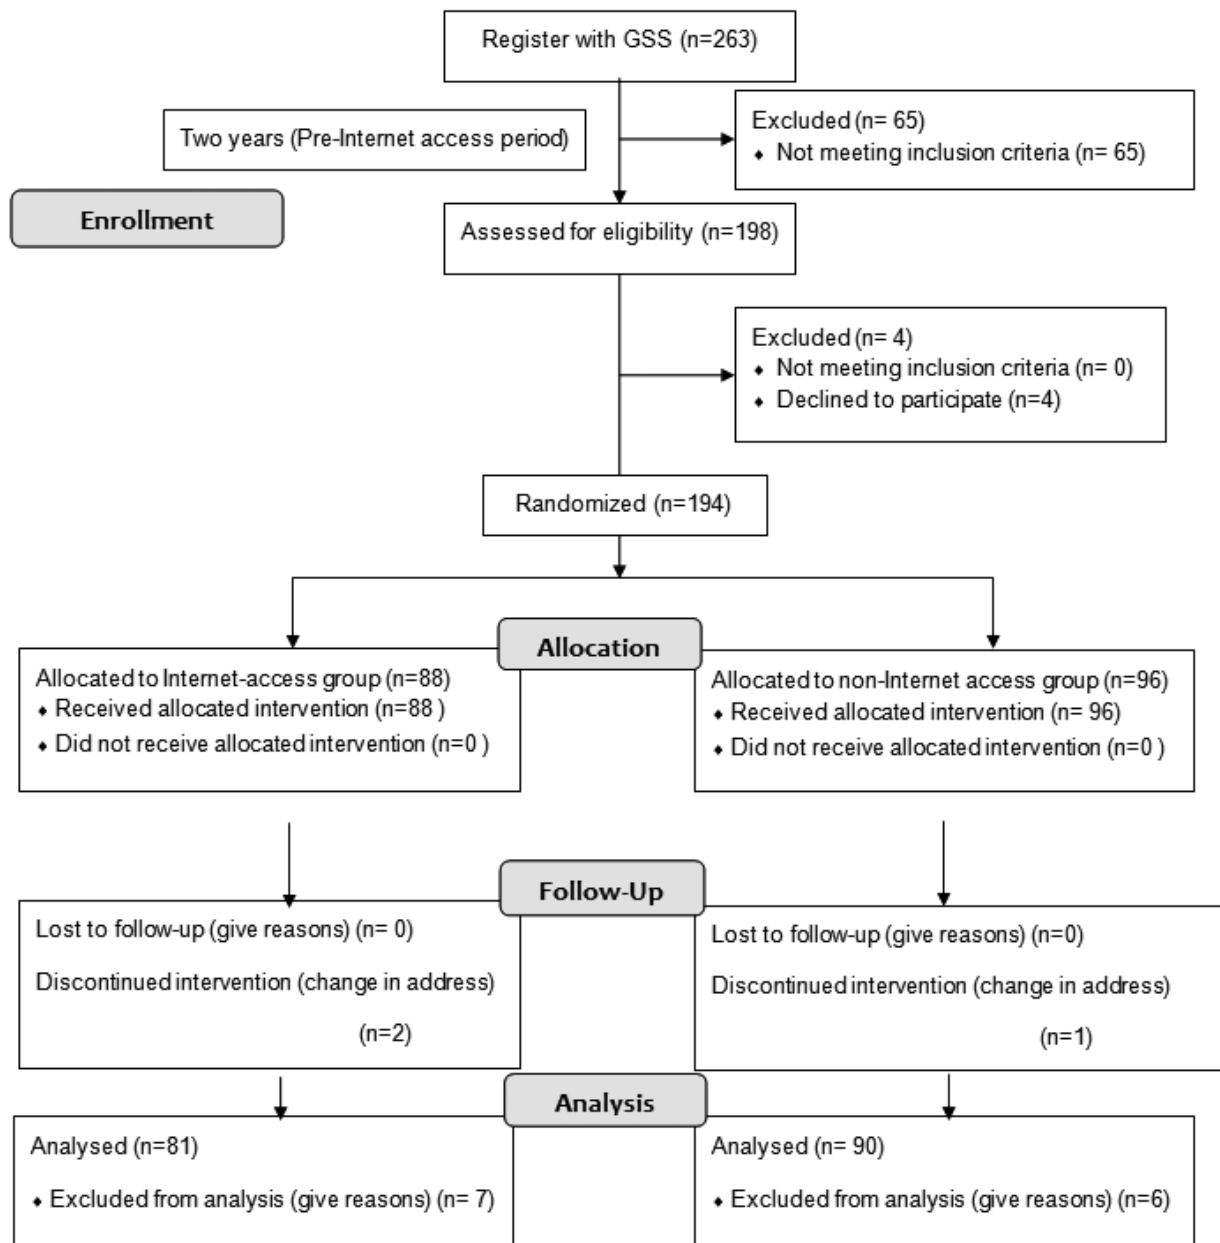 Register with GSS (n=263)
Two years (Pre-Internet access period)
Excluded (n= 65)
♦ Not meeting inclusion criteria (n= 65)
Enrollment
Assessed for eligibility (n=198)
Excluded (n= 4)
♦ Not meeting inclusion criteria (n= 0)
♦ Declined to participate (n=4)
Randomized (n=194)
Allocation
Allocated to Internet-access group (n=88)
♦ Received allocated intervention (n=88 )
♦ Did not receive allocated intervention (n=0 )
Allocated to non-Internet access group (n=96)
♦ Received allocated intervention (n= 96)
♦ Did not receive allocated intervention (n=0 )
Follow-Up
Lost to follow-up (give reasons) (n= 0)
Discontinued intervention (change in address)
(n=2)
Lost to follow-up (give reasons) (n=0)
Discontinued intervention (change in address)
(n=1)
Analysis
Analysed (n=81)
♦ Excluded from analysis (give reasons) (n= 7)
Analysed (n= 90)
♦ Excluded from analysis (give reasons) (n=6)